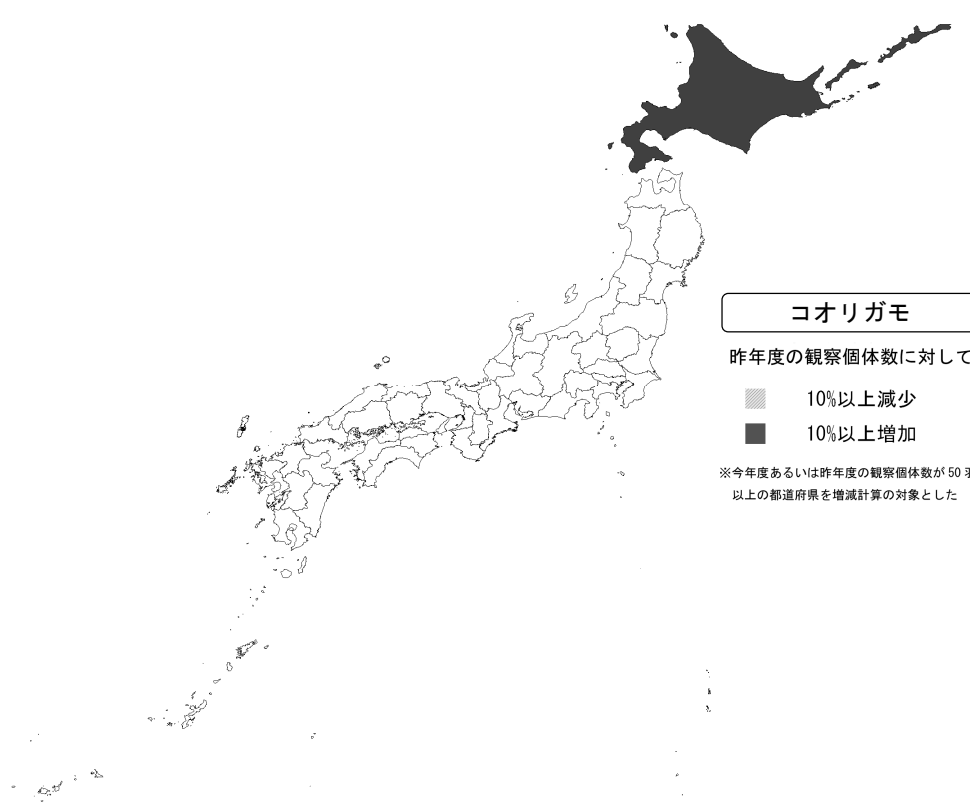 コオリガモ
昨年度の観察個体数に対して
10%以上減少
10%以上増加
※今年度あるいは昨年度の観察個体数が50羽
以上の都道府県を増減計算の対象とした